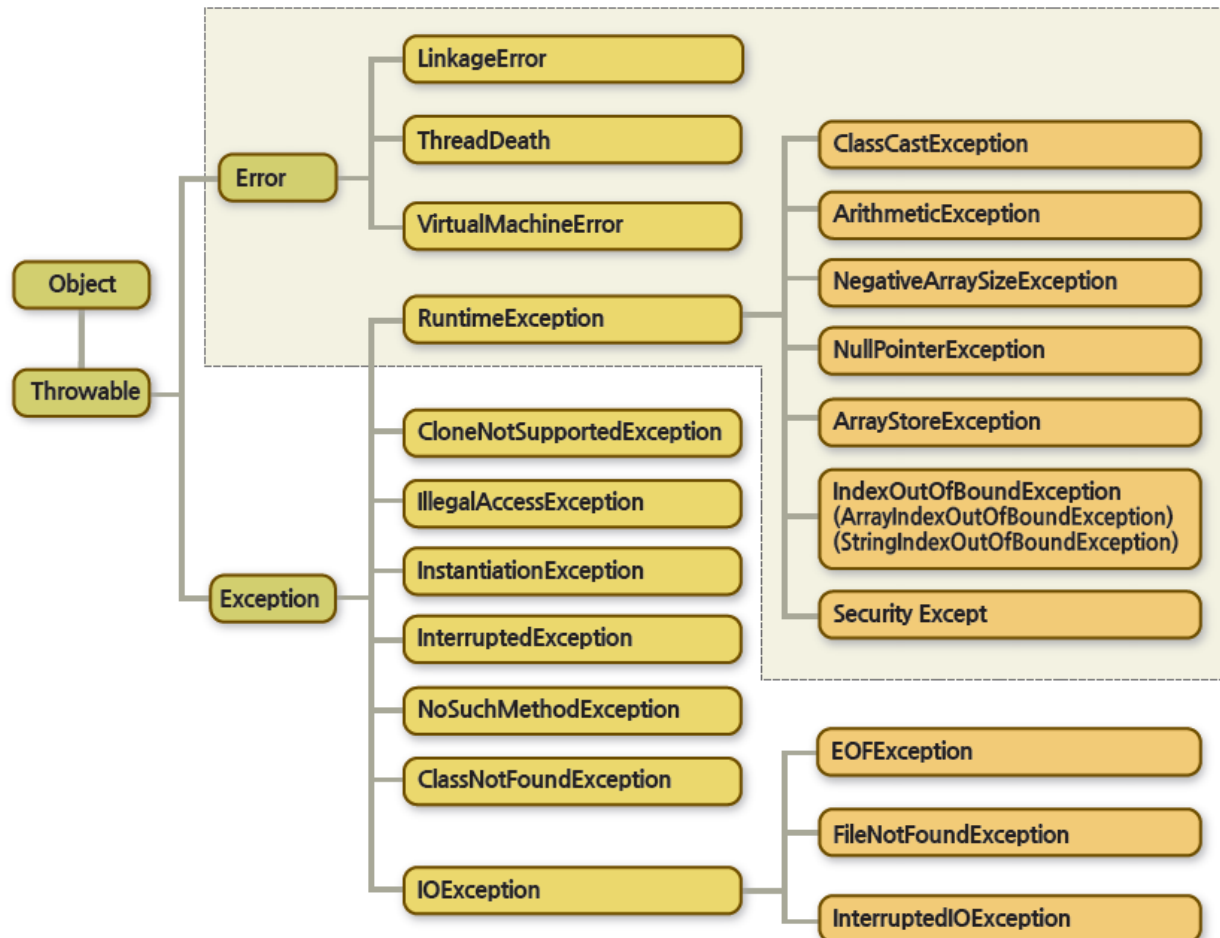 Object
Throwable
Error
LinkageError
ThreadDeath
VirtualMachineError
Exception
RuntimeException
ClassCastException
ArithmeticException
NegativeArraySizeException
NullPointerException
ArrayStoreException
IndexOutOfBoundException
(ArrayIndexOutOfBoundException)
(StringIndexOutOfBoundException)
Security Except
CloneNotSupportedException
IllegalAccessException
InstantiationException
InterruptedException
NoSuchMethodException
ClassNotFoundException
IOException
EOFException
FileNotFoundException
InterruptedIOException